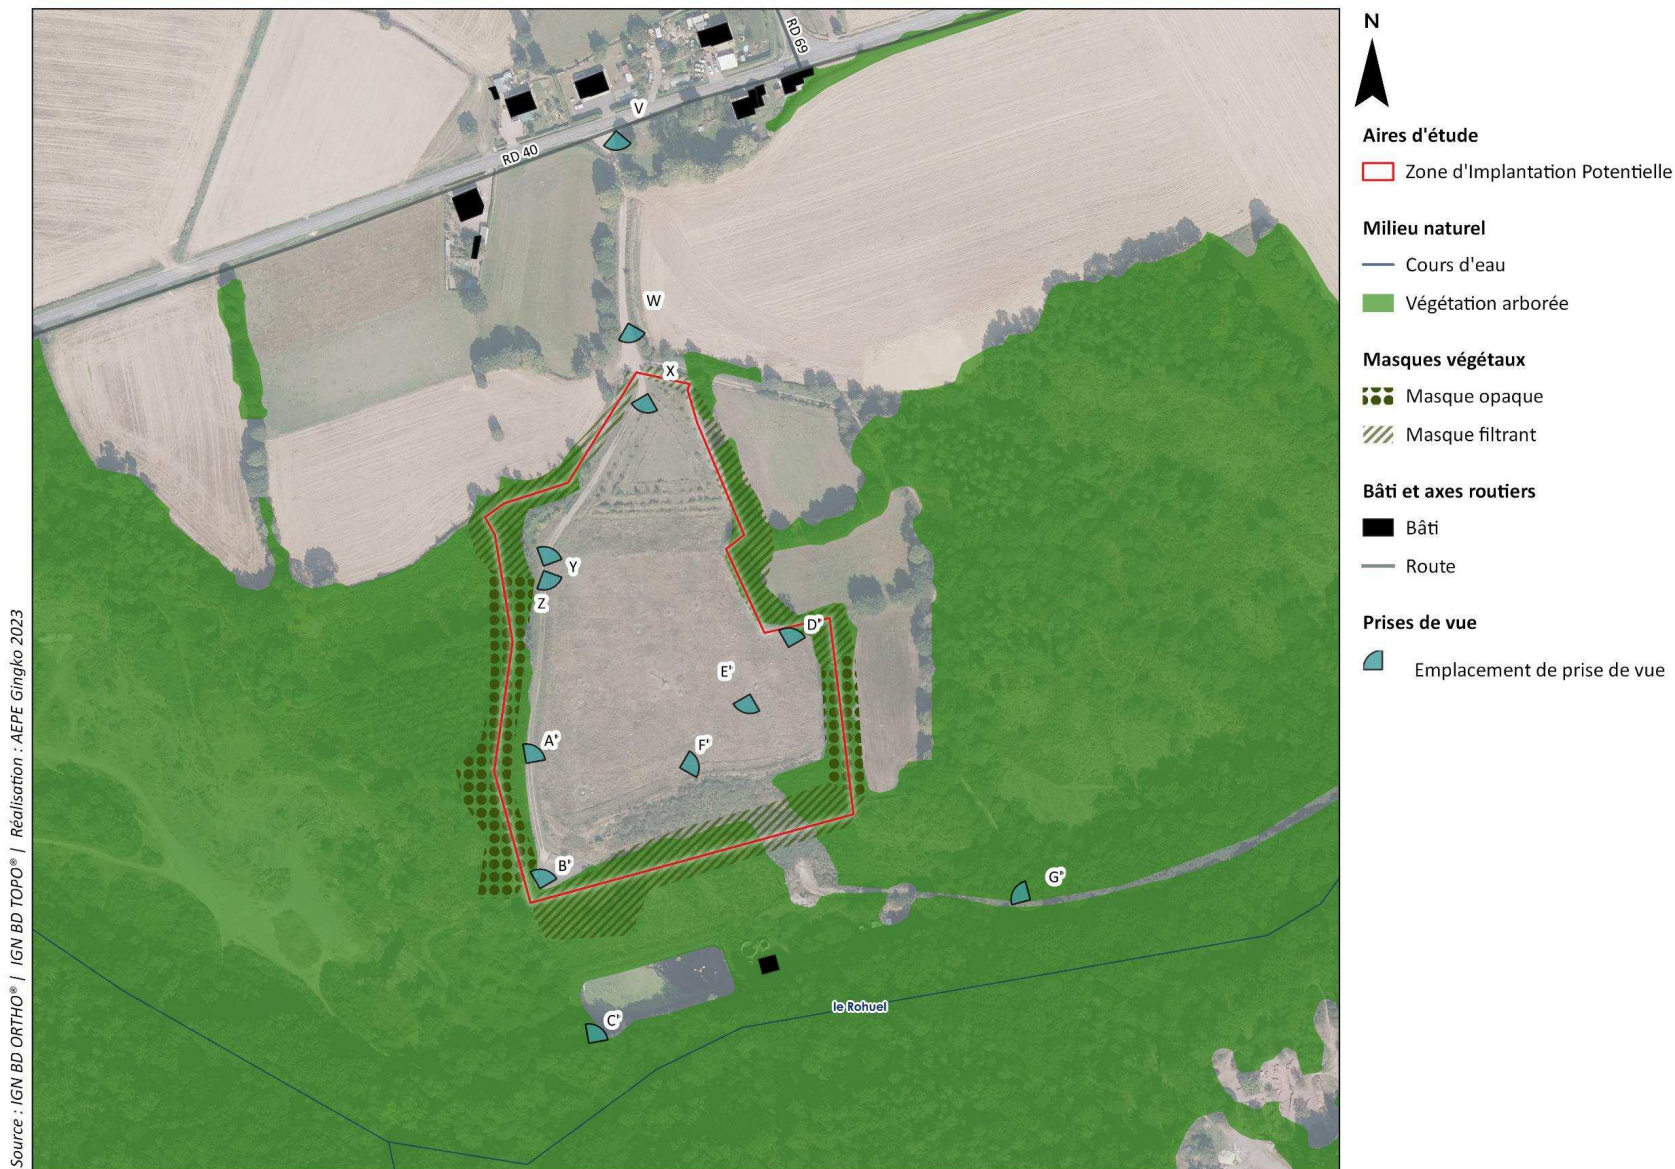 RD 69
V
RD 40
W
X
Y
Z
D'
E'
A'
F'
B'
G'
le Rohuel
C'
N
Aires d'étude
Zone d'Implantation Potentielle
Milieu naturel
Cours d'eau
Végétation arborée
Masques végétaux
Masque opaque
Masque filtrant
Bâti et axes routiers
Bâti
Route
Prises de vue
Emplacement de prise de vue
Source : IGN BD ORTHO® | IGN BD TOPO® | Réalisation : AEPE Gingko 2023